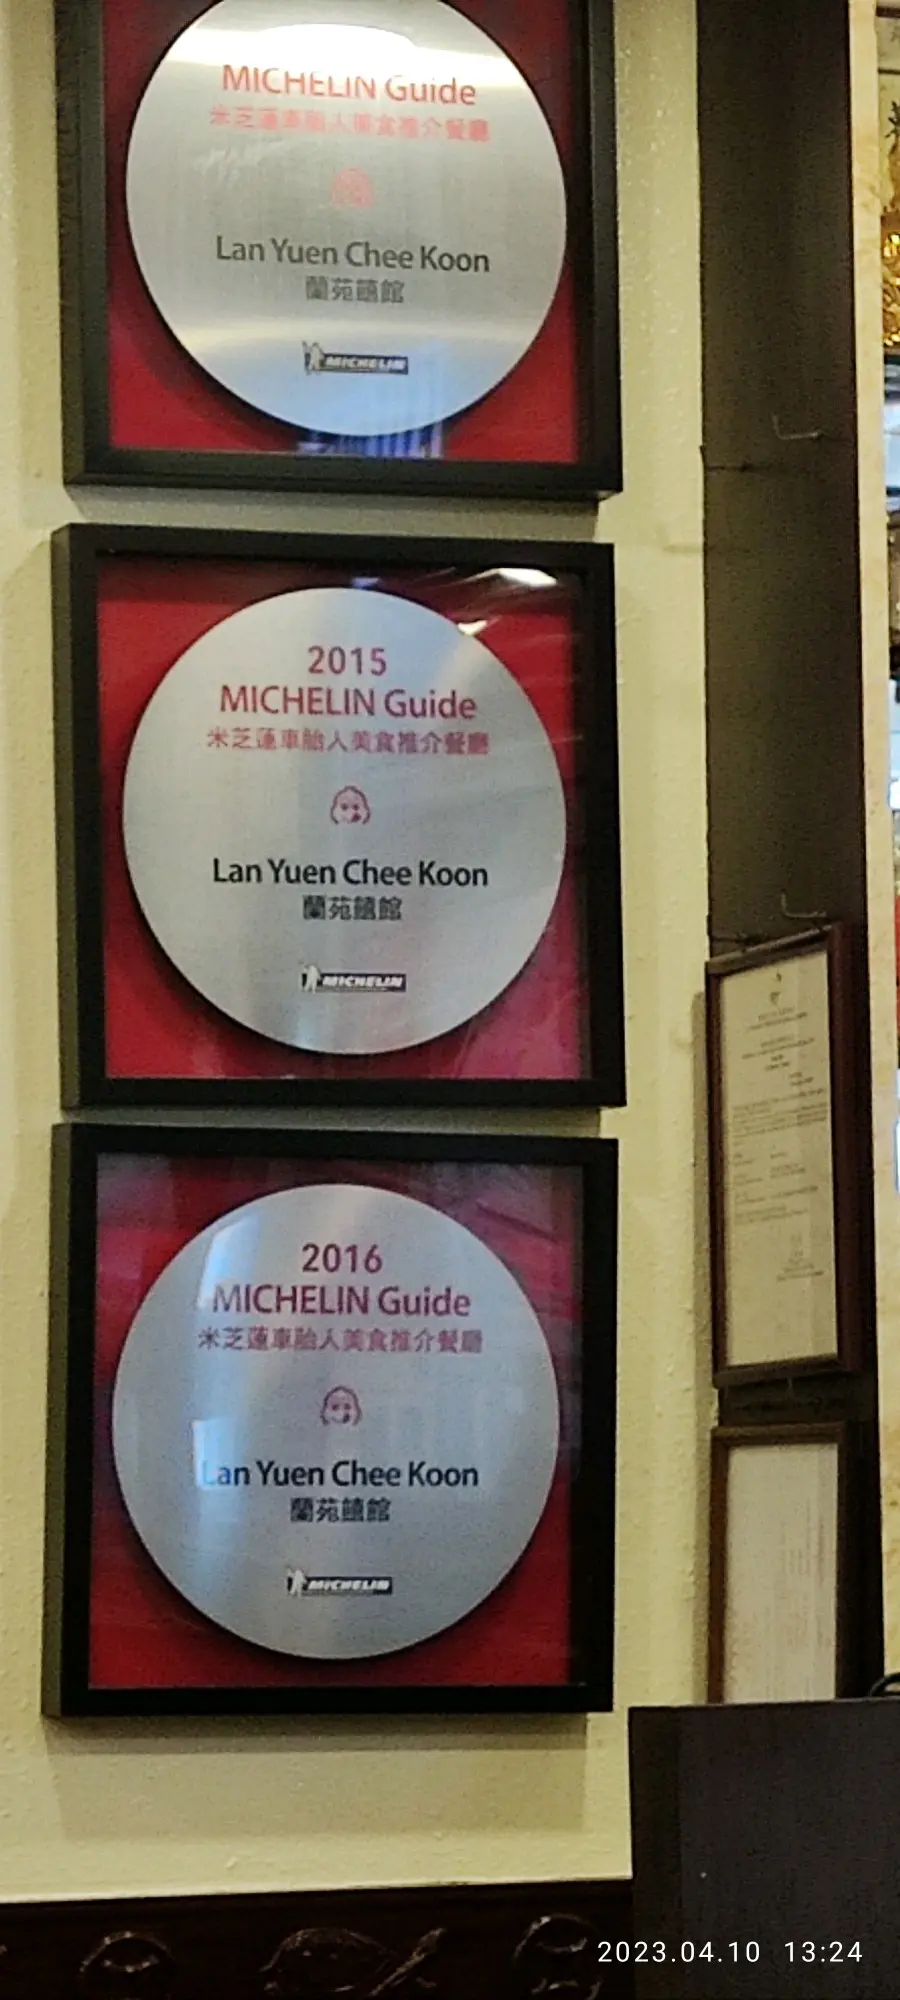 MICHELIN Guide
米芝蓮車胎人美食推介餐廳
Lan Yuen Chee Koon
蘭苑饎館
MICHELIN
2015
MICHELIN Guide
米芝蓮車胎人美食推介餐廳
Lan Yuen Chee Koon
蘭苑饎館
MICHELIN
2016
MICHELIN Guide
米芝蓮車胎人美食推介餐廳
Lan Yuen Chee Koon
蘭苑饎館
MICHELIN
2023.04.10 13:24